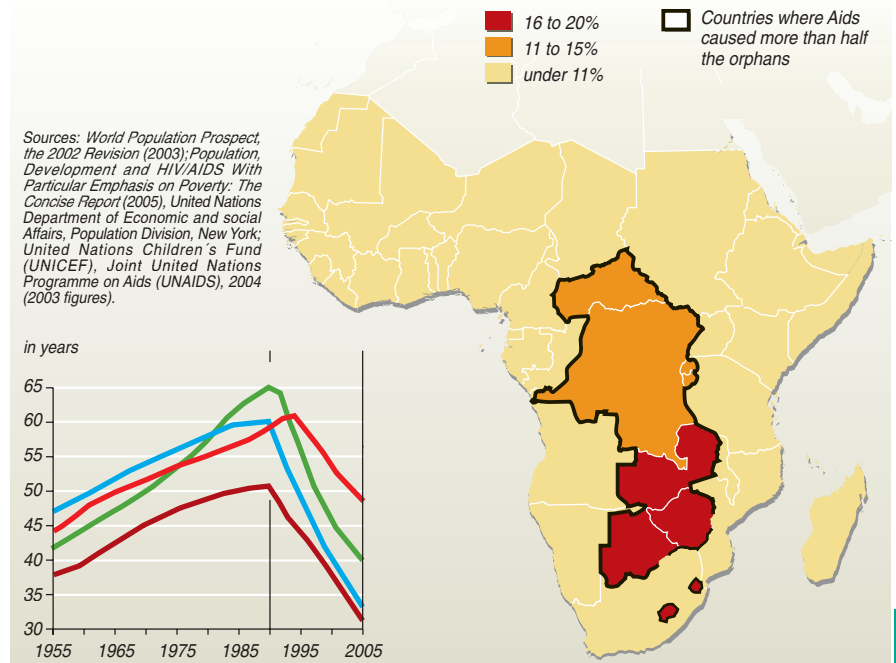 16 to 20%
11 to 15%
under 11%
Countries where Aids
caused more than half
the orphans
Sources: World Population Prospect,
the 2002 Revision (2003); Population,
Development and HIV/AIDS With
Particular Emphasis on Poverty: The
Concise Report (2005), United Nations
Department of Economic and social
Affairs, Population Division, New York;
United Nations Children´s Fund
(UNICEF), Joint United Nations
Programme on Aids (UNAIDS), 2004
(2003 figures).
in years
65
60
55
50
45
40
35
30
1955 1965 1975 1985 1995 2005